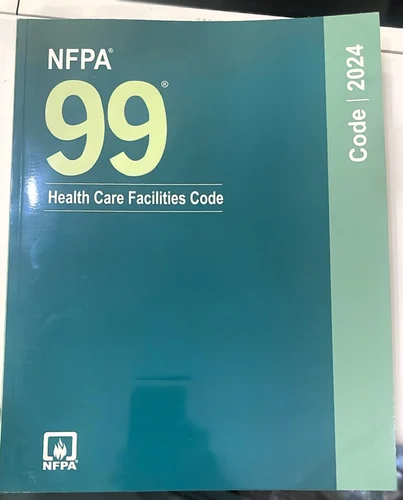 NFPA®
99®
Health Care Facilities Code
Code | 2024
NFPA®